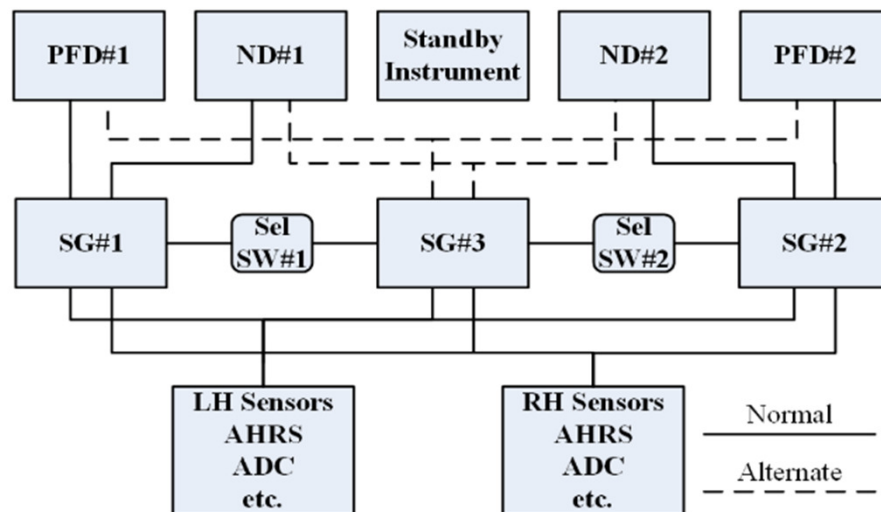 PFD#1
ND#1
Standby
Instrument
ND#2
PFD#2
SG#1
Sel
SW#1
SG#3
Sel
SW#2
SG#2
LH Sensors
AHRS
ADC
etc.
RH Sensors
AHRS
ADC
etc.
Normal
Alternate